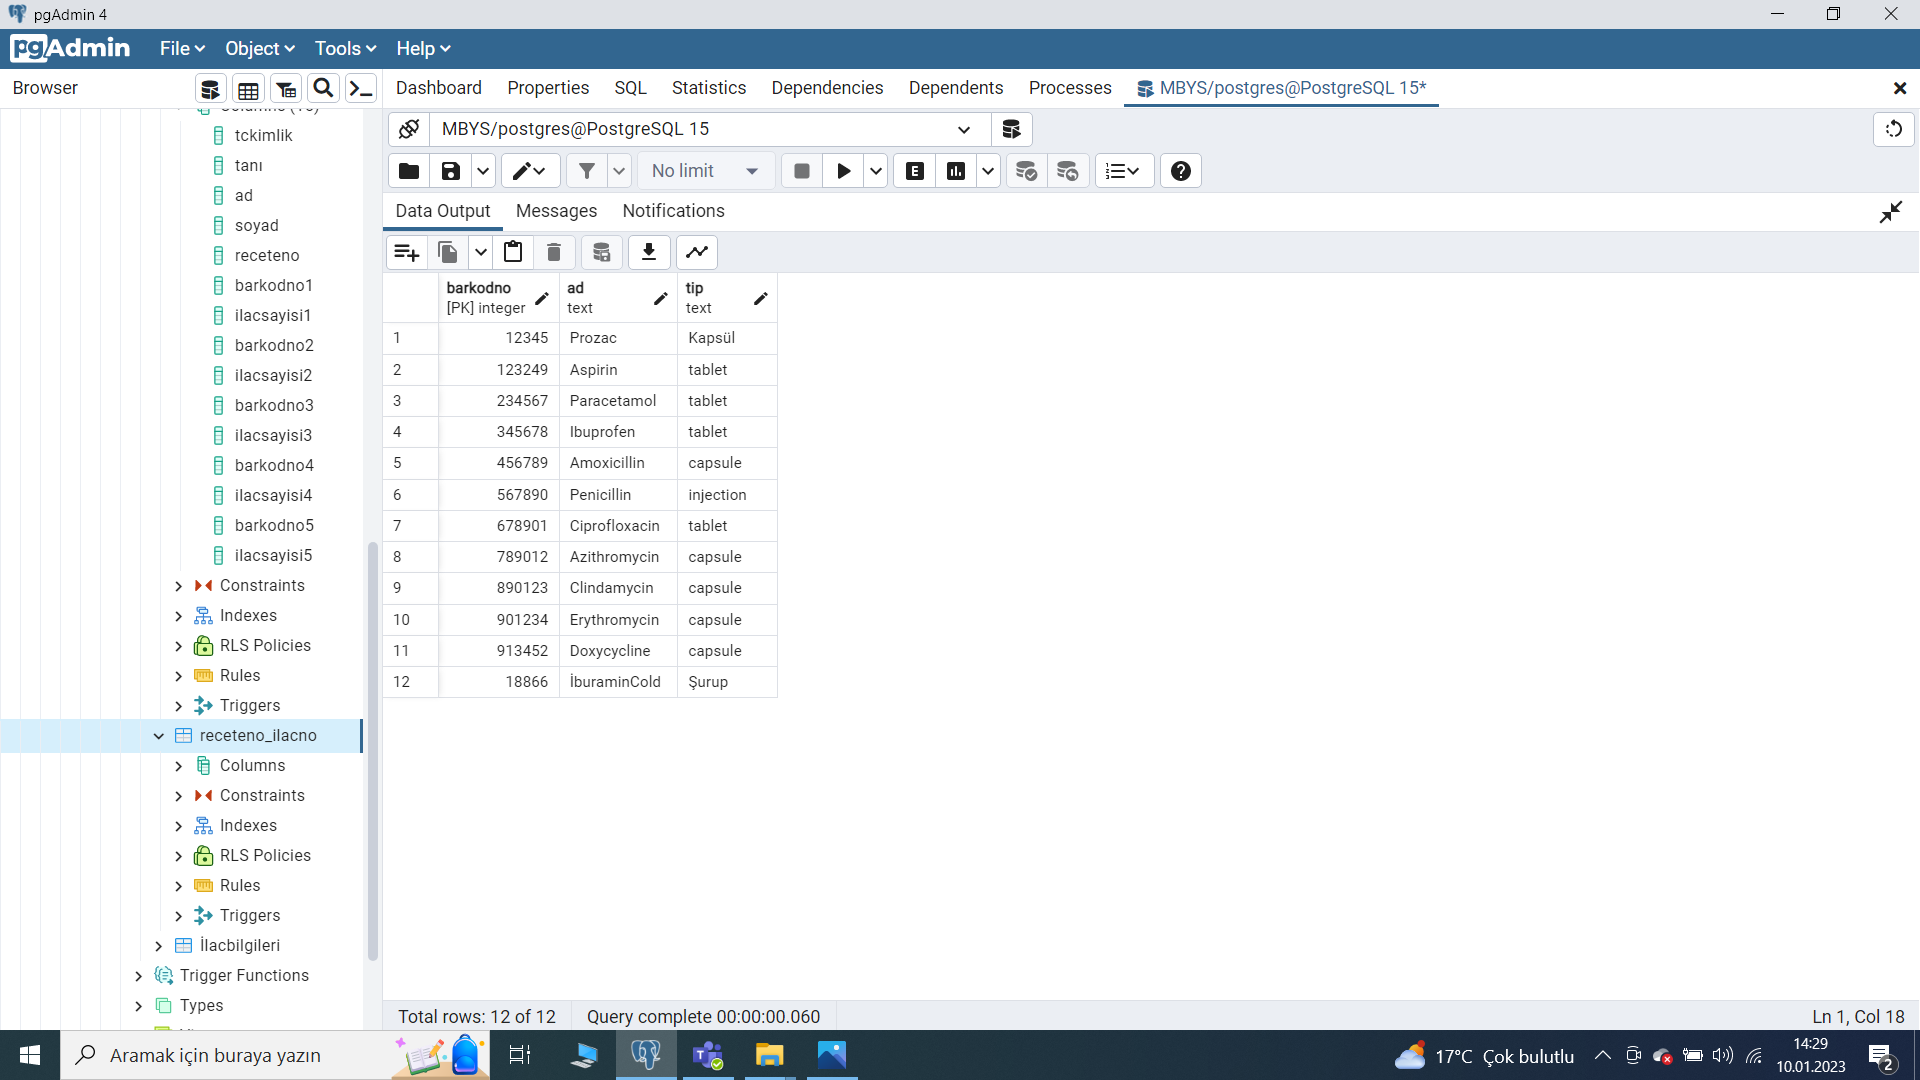 pgAdmin 4
pgAdmin File Object Tools Help
Browser
Dashboard Properties SQL Statistics Dependencies Dependents Processes MBYS/postgres@PostgreSQL 15*
tckimlik
tanı
ad
soyad
receteno
barkodno1
ilacsayisi1
barkodno2
ilacsayisi2
barkodno3
ilacsayisi3
barkodno4
ilacsayisi4
barkodno5
ilacsayisi5
Constraints
Indexes
RLS Policies
Rules
Triggers
receteno_ilacno
Columns
Constraints
Indexes
RLS Policies
Rules
Triggers
İlacbilgileri
Trigger Functions
Types
MBYS/postgres@PostgreSQL 15
No limit
E
Data Output Messages Notifications
barkodno ad tip
[PK] integer text text
1 12345 Prozac Kapsül
2 123249 Aspirin tablet
3 234567 Paracetamol tablet
4 345678 Ibuprofen tablet
5 456789 Amoxicillin capsule
6 567890 Penicillin injection
7 678901 Ciprofloxacin tablet
8 789012 Azithromycin capsule
9 890123 Clindamycin capsule
10 901234 Erythromycin capsule
11 913452 Doxycycline capsule
12 18866 İburaminCold Şurup
Total rows: 12 of 12 Query complete 00:00:00.060 Ln 1, Col 18
Aramak için buraya yazın
17°C Çok bulutlu
14:29
10.01.2023
2